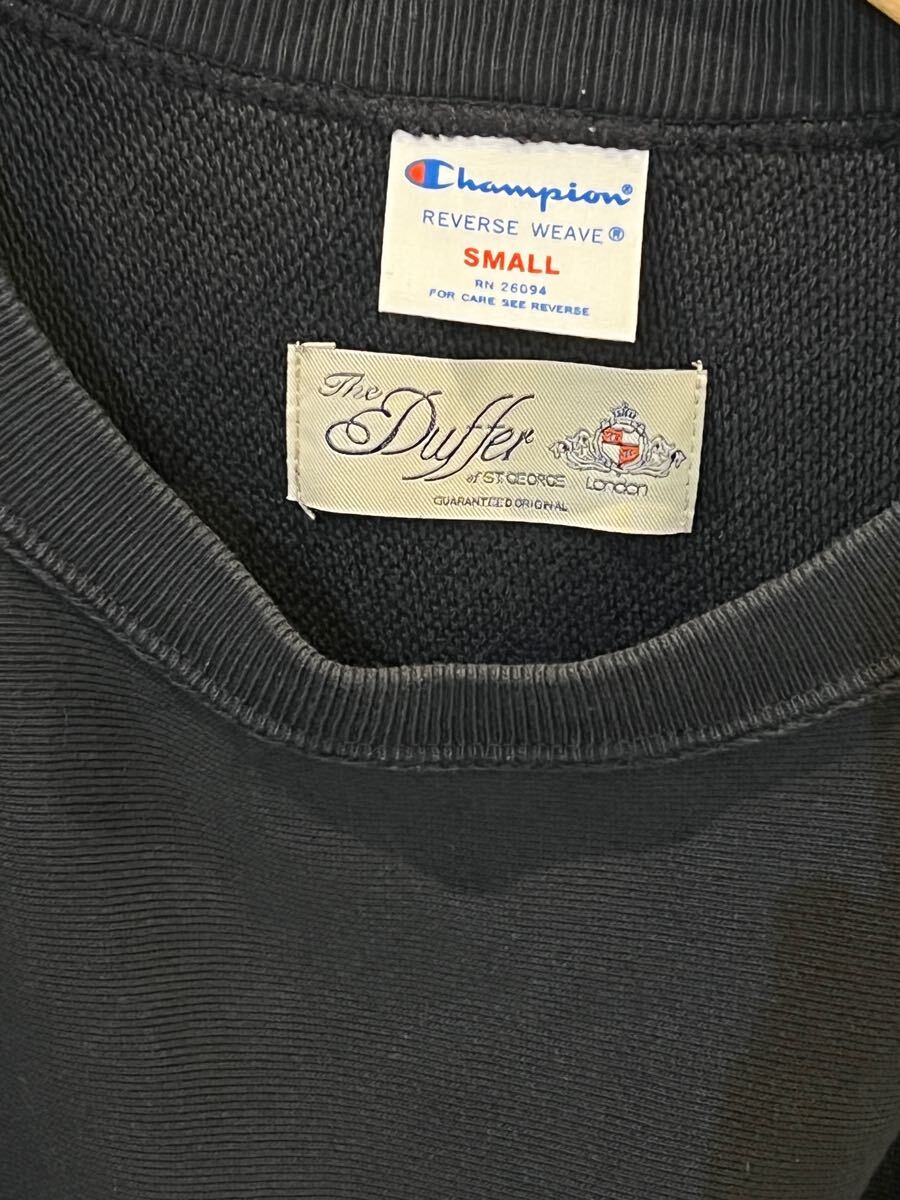 Champion®
REVERSE WEAVE®
SMALL
RN 26094
FOR CARE SEE REVERSE
The
Duffer
of ST.GEORGE
London
GUARANTEED ORIGINAL